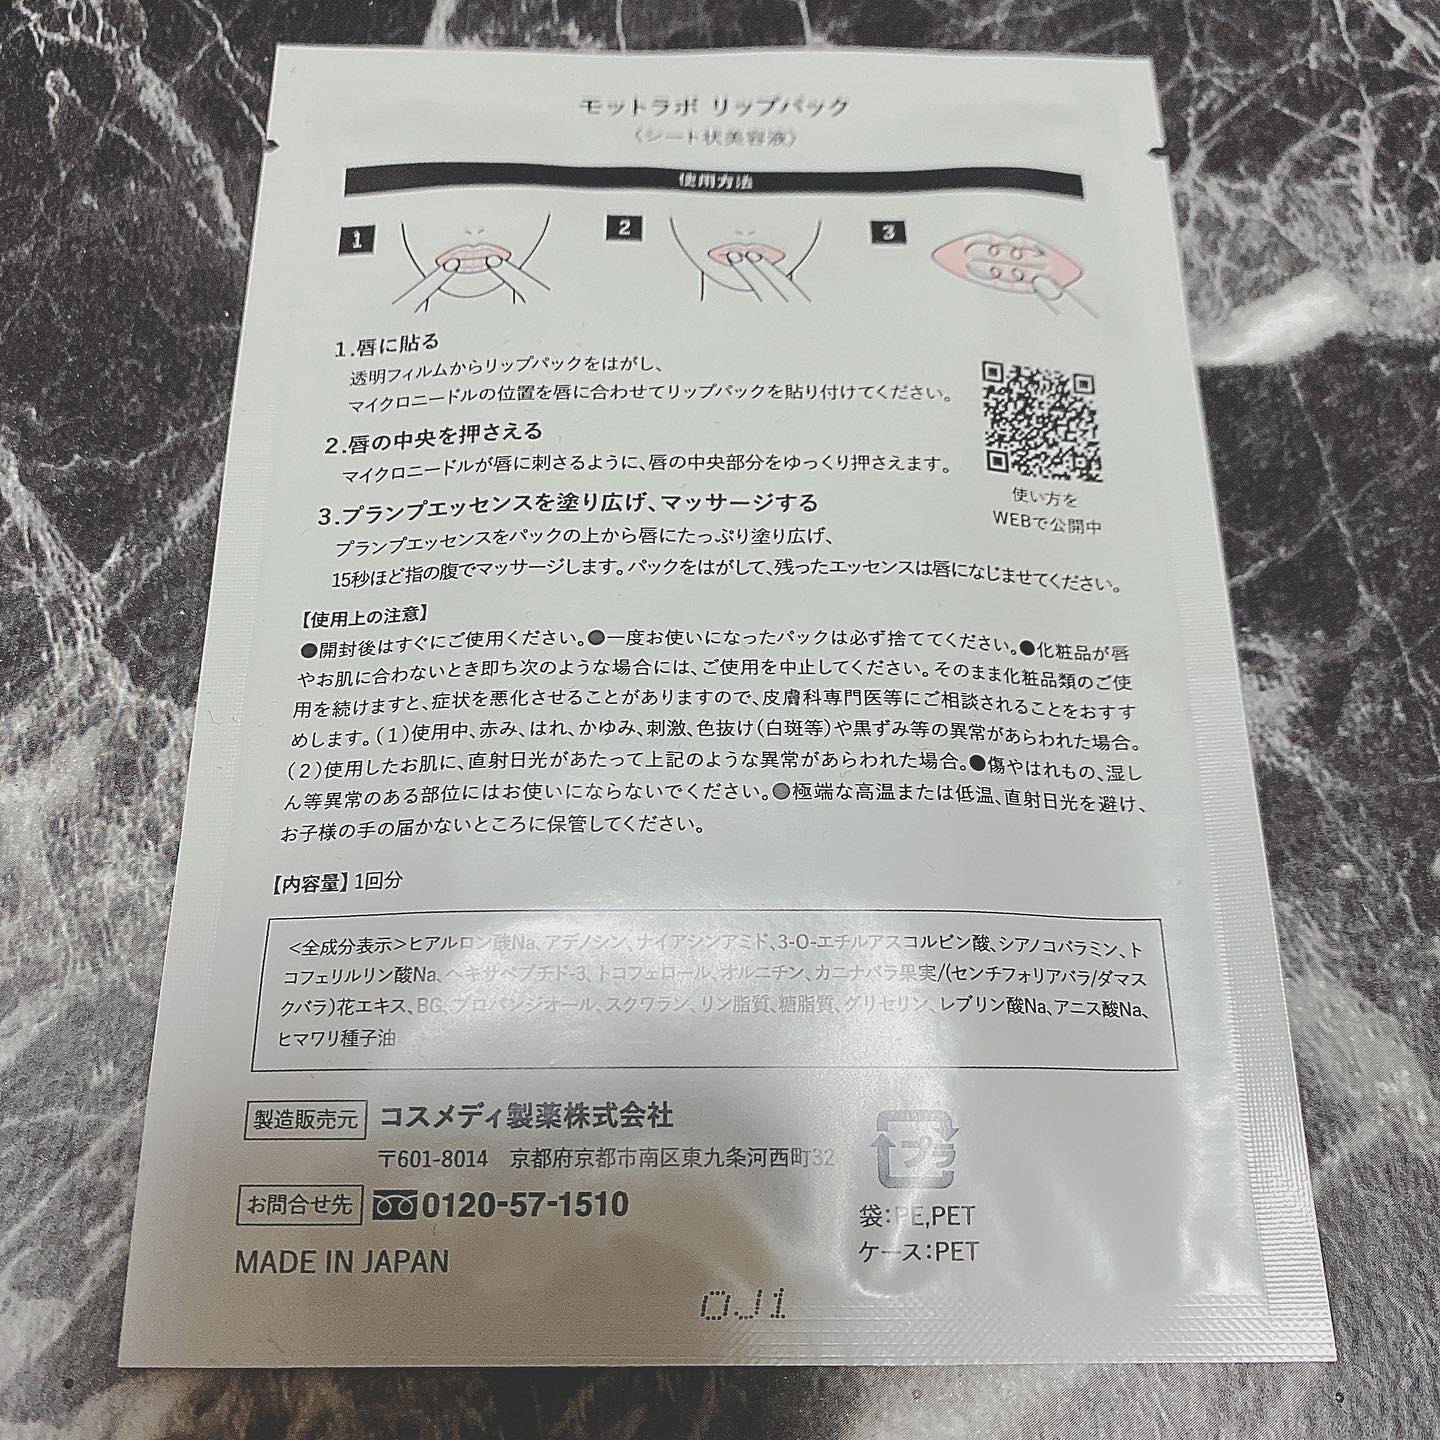 モットラボ リップパック
〈シート状美容液〉
使用方法
1
2
3
1.唇に貼る
透明フィルムからリップパックをはがし、
マイクロニードルの位置を唇に合わせてリップパックを貼り付けてください。
2.唇の中央を押さえる
マイクロニードルが唇に刺さるように、唇の中央部分をゆっくり押さえます。
3.プランプエッセンスを塗り広げ、マッサージする
プランプエッセンスをパックの上から唇にたっぷり塗り広げ、
15秒ほど指の腹でマッサージします。パックをはがして、残ったエッセンスは唇になじませてください。
使い方を
WEBで公開中
【使用上の注意】
●開封後はすぐにご使用ください。●一度お使いになったパックは必ず捨ててください。●化粧品が唇
やお肌に合わないとき即ち次のような場合には、ご使用を中止してください。そのまま化粧品類のご使
用を続けますと、症状を悪化させることがありますので、皮膚科専門医等にご相談されることをおすす
めします。(1)使用中、赤み、はれ、かゆみ、刺激、色抜け(白斑等)や黒ずみ等の異常があらわれた場合。
(2)使用したお肌に、直射日光があたって上記のような異常があらわれた場合。●傷やはれもの、湿し
ん等異常のある部位にはお使いにならないでください。●極端な高温または低温、直射日光を避け、
お子様の手の届かないところに保管してください。
【内容量】1回分
<全成分表示>ヒアルロン酸Na、アデノシン、ナイアシンアミド、3-O-エチルアスコルビン酸、シアノコバラミン、ト
コフェリルリン酸Na、ヘキサペプチド-3、トコフェロール、オルニチン、カニナバラ果実/(センチフォリアバラ/ダマス
クバラ)花エキス、BG、プロパンジオール、スクワラン、リン脂質、糖脂質、グリセリン、レブリン酸Na、アニス酸Na、
ヒマワリ種子油
製造販売元 コスメディ製薬株式会社
〒601-8014 京都府京都市南区東九条河西町32
お問合せ先 0120-57-1510
MADE IN JAPAN
プラ
袋:PE,PET
ケース:PET
OJ1